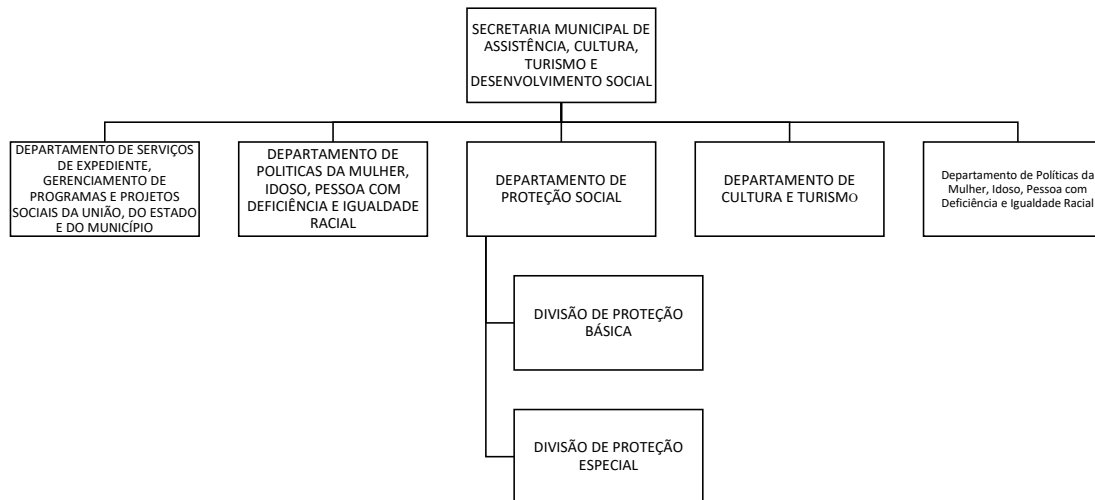 SECRETARIA MUNICIPAL DE
ASSISTÊNCIA, CULTURA,
TURISMO E
DESENVOLVIMENTO SOCIAL
DEPARTAMENTO DE SERVIÇOS
DE EXPEDIENTE,
GERENCIAMENTO DE
PROGRAMAS E PROJETOS
SOCIAIS DA UNIÃO, DO ESTADO
E DO MUNICÍPIO
DEPARTAMENTO DE
POLITICAS DA MULHER,
IDOSO, PESSOA COM
DEFICIÊNCIA E IGUALDADE
RACIAL
DEPARTAMENTO DE
PROTEÇÃO SOCIAL
DEPARTAMENTO DE
CULTURA E TURISMO
Departamento de Políticas da
Mulher, Idoso, Pessoa com
Deficiência e Igualdade Racial
DIVISÃO DE PROTEÇÃO
BÁSICA
DIVISÃO DE PROTEÇÃO
ESPECIAL